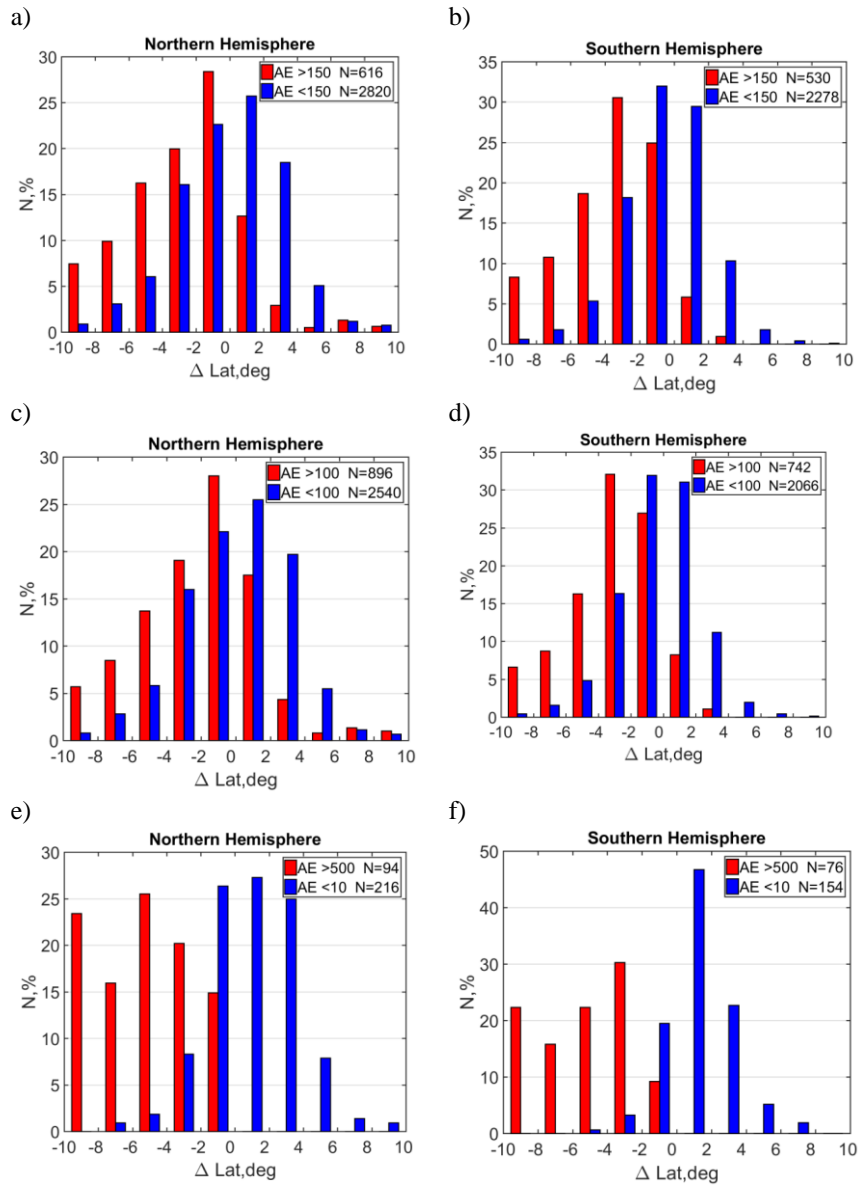 a)
Northern Hemisphere
AE >150 N=616
AE <150 N=2820
30
25
20
15
10
5
0
N,%
-10 -8 -6 -4 -2 0 2 4 6 8 10
Δ Lat,deg
b)
Southern Hemisphere
AE >150 N=530
AE <150 N=2278
35
30
25
20
15
10
5
0
N,%
-10 -8 -6 -4 -2 0 2 4 6 8 10
Δ Lat,deg
c)
Northern Hemisphere
AE >100 N=896
AE <100 N=2540
30
25
20
15
10
5
0
N,%
-10 -8 -6 -4 -2 0 2 4 6 8 10
Δ Lat,deg
d)
Southern Hemisphere
AE >100 N=742
AE <100 N=2066
35
30
25
20
15
10
5
0
N,%
-10 -8 -6 -4 -2 0 2 4 6 8 10
Δ Lat,deg
e)
Northern Hemisphere
AE >500 N=94
AE <10 N=216
30
25
20
15
10
5
0
N,%
-10 -8 -6 -4 -2 0 2 4 6 8 10
Δ Lat,deg
f)
Southern Hemisphere
AE >500 N=76
AE <10 N=154
50
40
30
20
10
0
N,%
-10 -8 -6 -4 -2 0 2 4 6 8 10
Δ Lat,deg